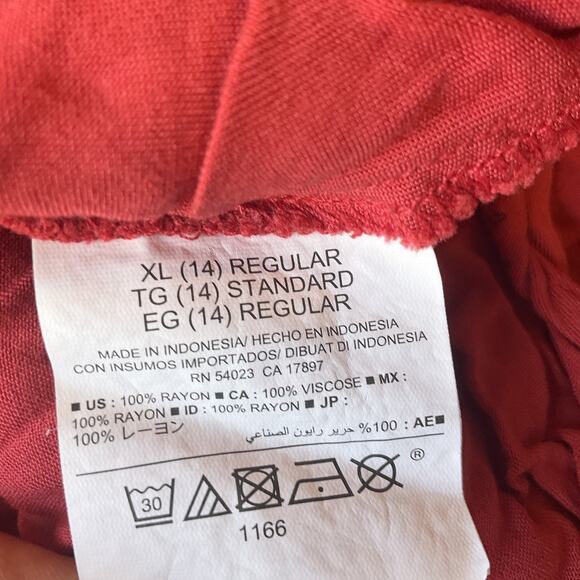 XL (14) REGULAR
TG (14) STANDARD
EG (14) REGULAR
MADE IN INDONESIA/ HECHO EN INDONESIA
CON INSUMOS IMPORTADOS/ DIBUAT DI INDONESIA
RN 54023 CA 17897
■ US : 100% RAYON ■ CA : 100% VISCOSE ■ MX :
100% RAYON ■ ID : 100% RAYON ■ JP :
100% レーヨン
■AE : 100% حرير رايون الصناعي
30
®
1166